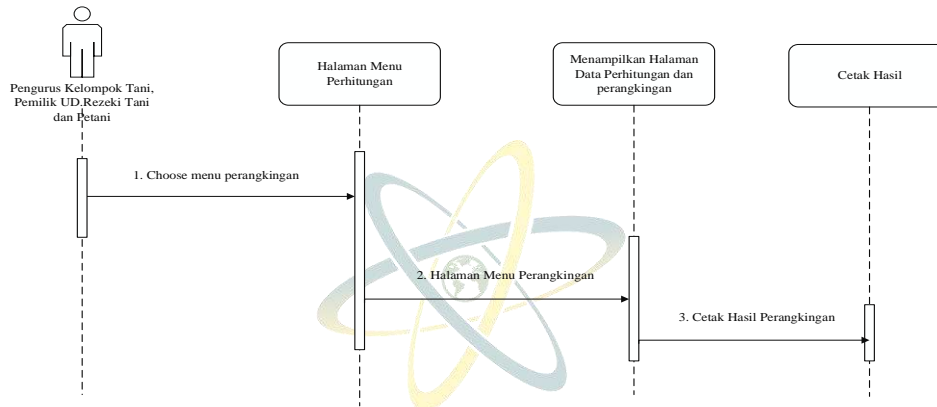 Pengurus Kelompok Tani,
Pemilik UD.Rezeki Tani
dan Petani
Halaman Menu
Perhitungan
Menampilkan Halaman
Data Perhitungan dan
perangkingan
Cetak Hasil
1. Choose menu perangkingan
2. Halaman Menu Perangkingan
3. Cetak Hasil Perangkingan